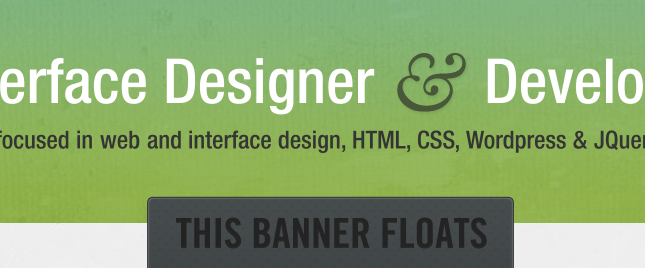 erface Designer & Develo
focused in web and interface design, HTML, CSS, Wordpress & JQuer
THIS BANNER FLOATS